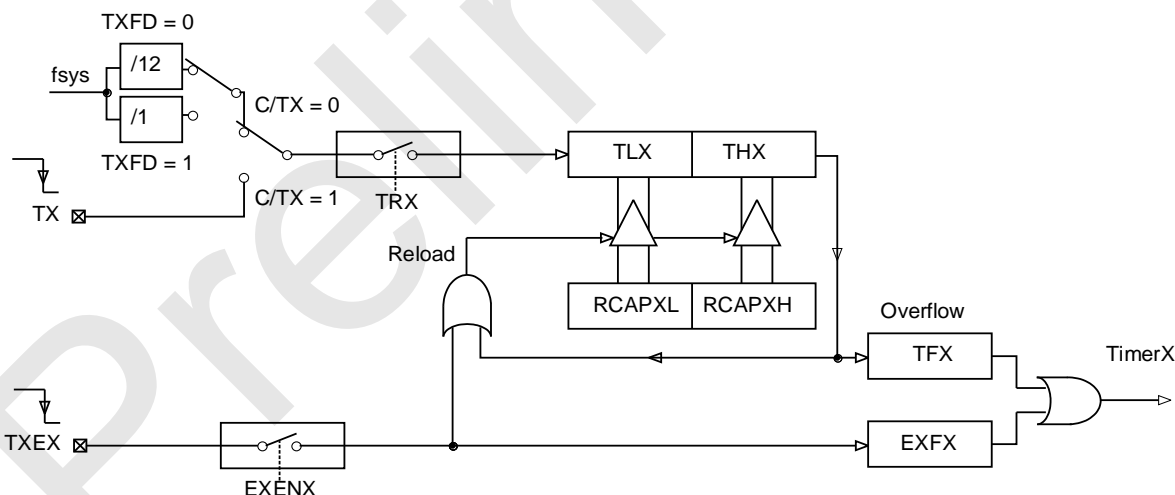 TXFD = 0
/12
fsys
C/TX = 0
/1
TXFD = 1
TX
C/TX = 1
TRX
TLX
THX
Reload
RCAPXL
RCAPXH
Overflow
TFX
TimerX
TXEX
EXENX
EXFX
Prelim